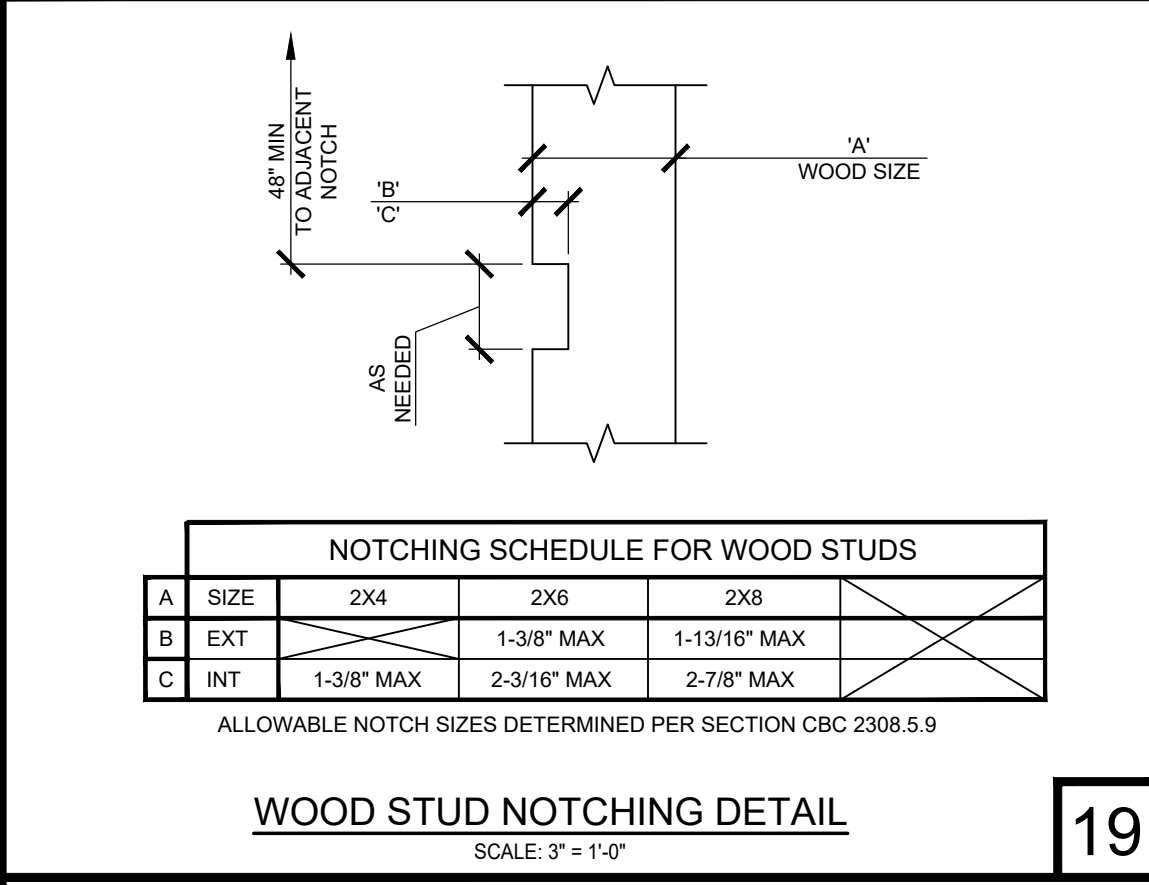 48" MIN
TO ADJACENT
NOTCH
'B'
'C'
'A'
WOOD SIZE
AS
NEEDED
NOTCHING SCHEDULE FOR WOOD STUDS
A SIZE 2X4 2X6 2X8
B EXT 1-3/8" MAX 1-13/16" MAX
C INT 1-3/8" MAX 2-3/16" MAX 2-7/8" MAX
ALLOWABLE NOTCH SIZES DETERMINED PER SECTION CBC 2308.5.9
WOOD STUD NOTCHING DETAIL
SCALE: 3" = 1'-0"
19